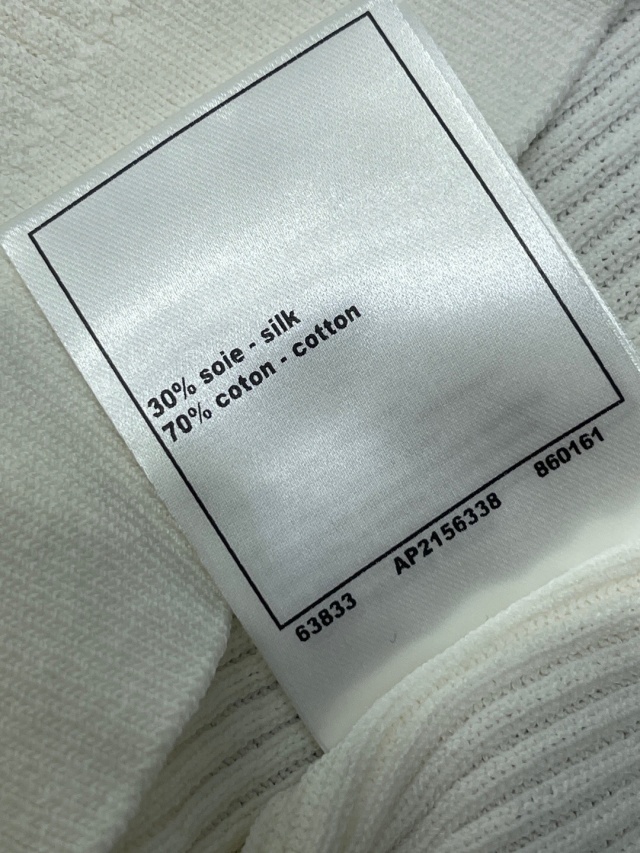 30% soie - silk
70% coton - cotton
63833 AP2156338 860161